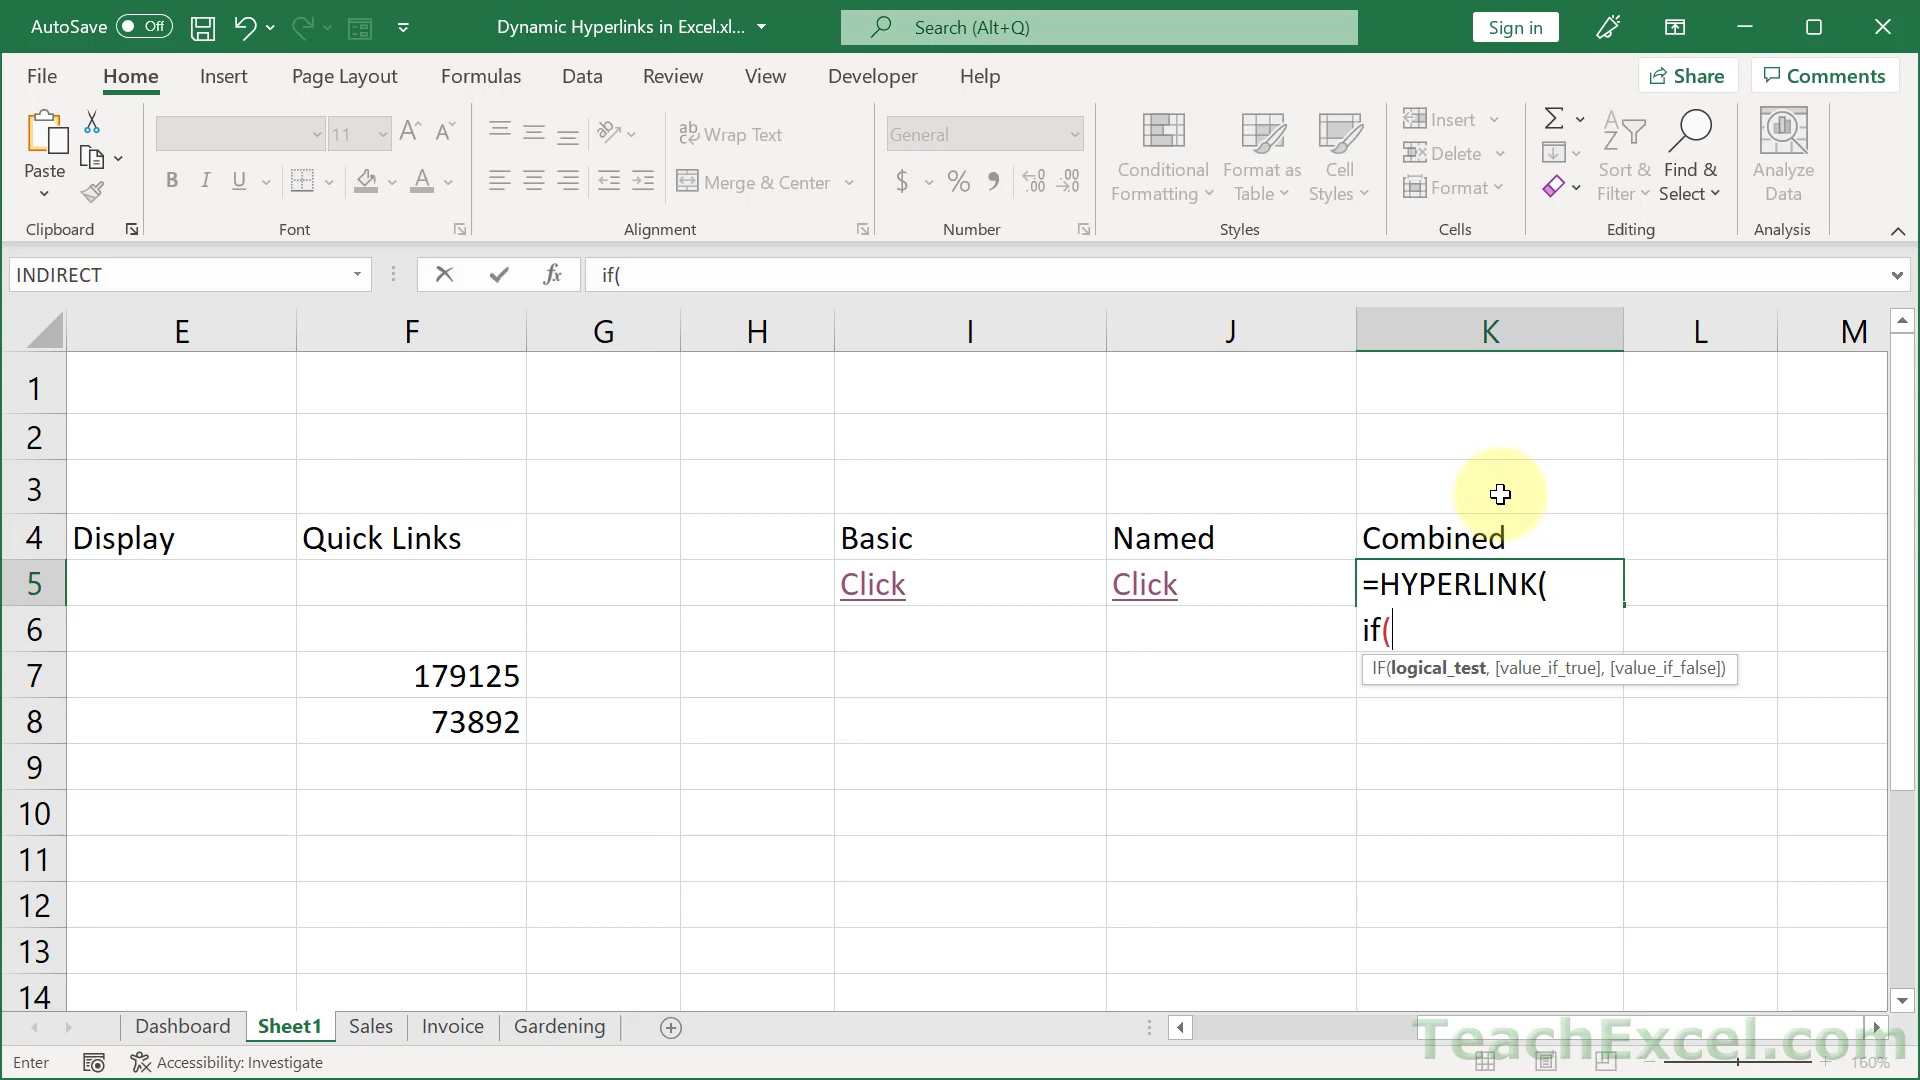 AutoSave Off Dynamic Hyperlinks in Excel.xl... Search (Alt+Q) Sign in
File Home Insert Page Layout Formulas Data Review View Developer Help Share Comments
11 Wrap Text General Insert
Paste B I U Merge & Center $ % Conditional Formatting Format as Table Cell Styles Delete Format Sort & Filter Find & Select Analyze Data
Clipboard Font Alignment Number Styles Cells Editing Analysis
INDIRECT fx if(
E F G H I J K L M
1
2
3
4 Display Quick Links Basic Named Combined
5 Click Click =HYPERLINK(
6 if(
IF(logical_test, [value_if_true], [value_if_false])
7 179125
8 73892
9
10
11
12
13
14
Dashboard Sheet1 Sales Invoice Gardening
TeachExcel.com
Enter Accessibility: Investigate 160%